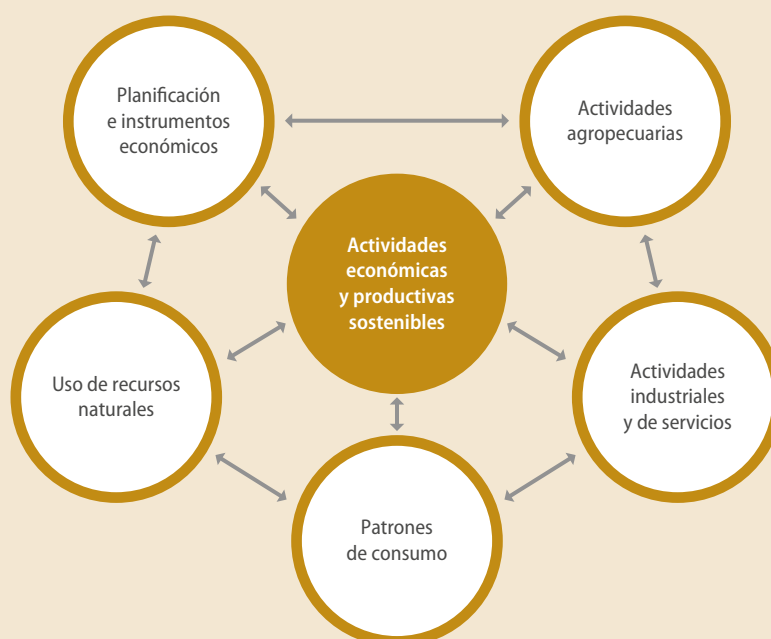 Planificación
e instrumentos
económicos
Actividades
agropecuarias
Actividades
económicas
y productivas
sostenibles
Uso de recursos
naturales
Actividades
industriales
y de servicios
Patrones
de consumo